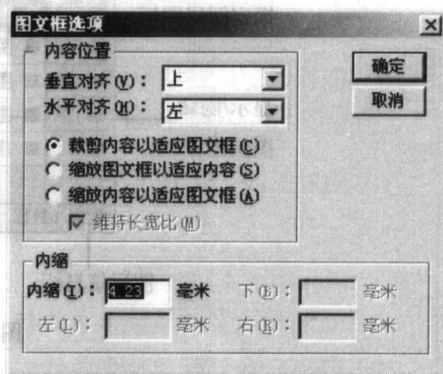 图文框选项
内容位置
垂直对齐(V)： 上
确定
水平对齐(H)： 左
取消
裁剪内容以适应图文框(C)
缩放图文框以适应内容(S)
缩放内容以适应图文框(A)
维持长宽比(M)
内缩
内缩(I)： 4.23 毫米 下(B)： 毫米
左(L)： 毫米 右(R)： 毫米